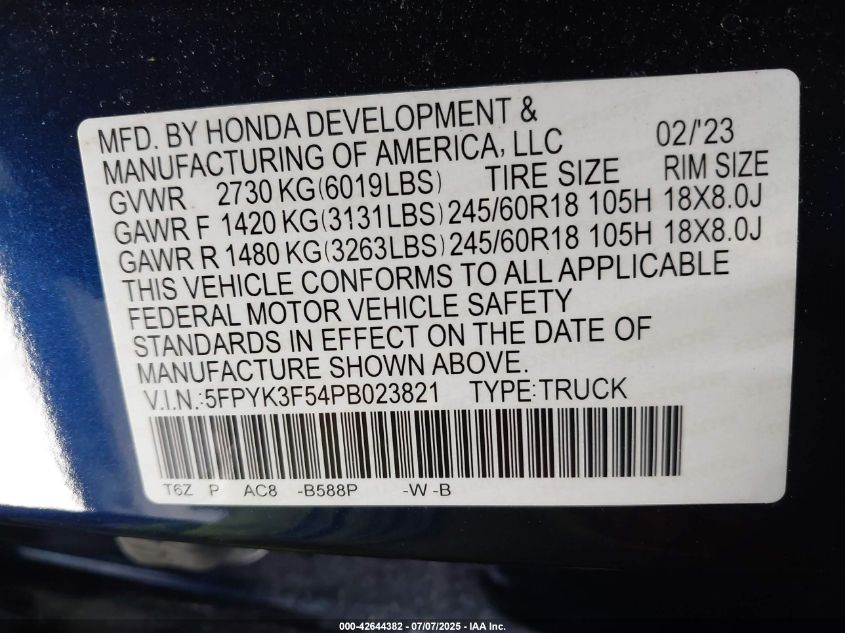 MFD. BY HONDA DEVELOPMENT &
MANUFACTURING OF AMERICA, LLC 02/'23
GVWR 2730 KG(6019LBS) TIRE SIZE RIM SIZE
GAWR F 1420 KG(3131LBS) 245/60R18 105H 18X8.0J
GAWR R 1480 KG(3263LBS) 245/60R18 105H 18X8.0J
THIS VEHICLE CONFORMS TO ALL APPLICABLE
FEDERAL MOTOR VEHICLE SAFETY
STANDARDS IN EFFECT ON THE DATE OF
MANUFACTURE SHOWN ABOVE.
V.I.N.:5FPYK3F54PB023821 TYPE:TRUCK
T6Z P AC8 -B588P -W -B
000-42644382 - 07/07/2025 - IAA Inc.